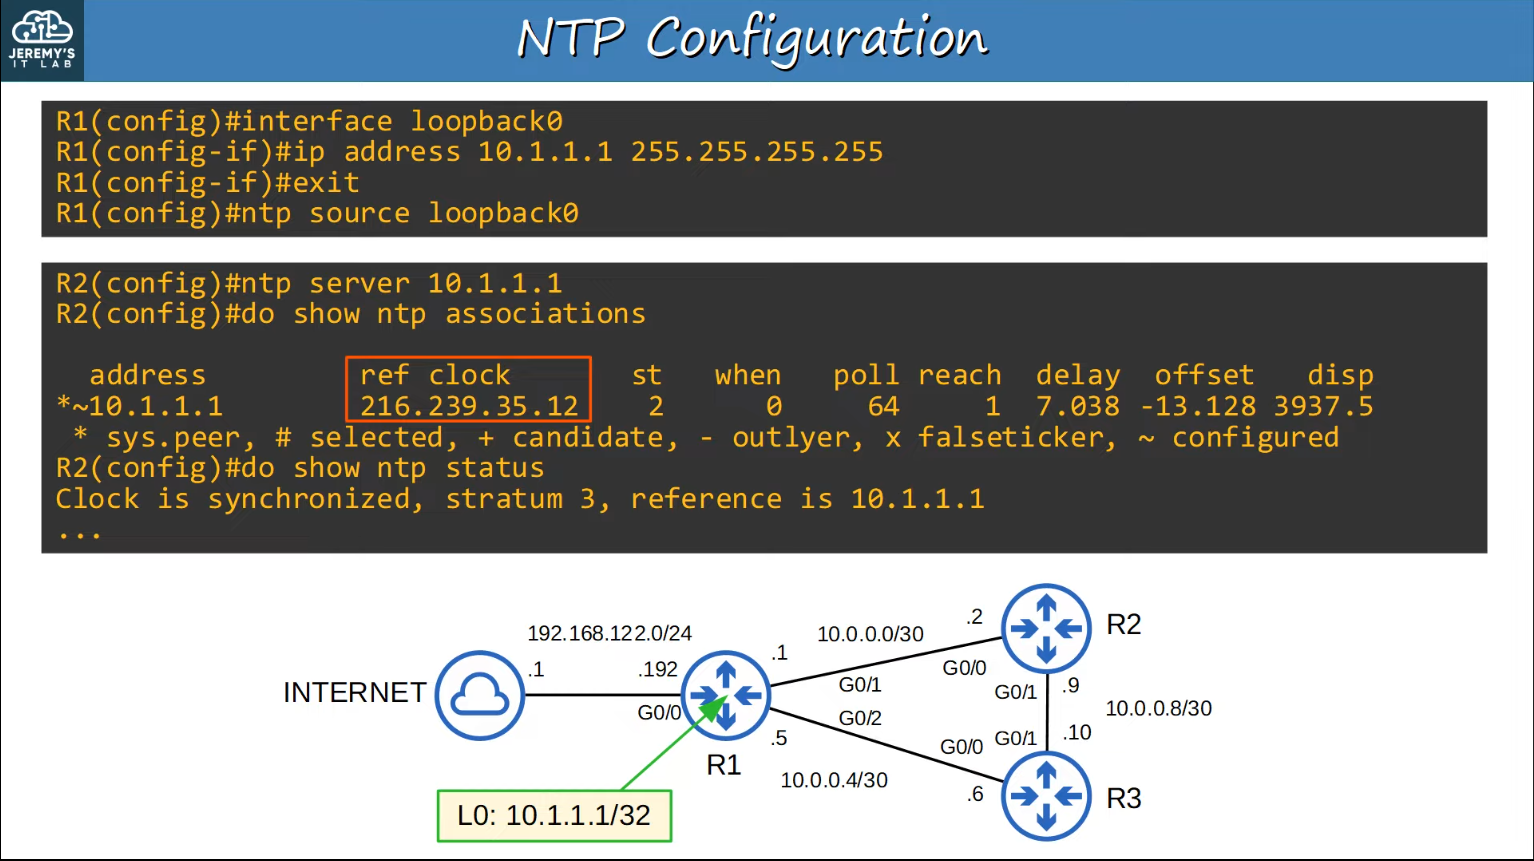 JEREMY'S
IT LAB
NTP Configuration
R1(config)#interface loopback0
R1(config-if)#ip address 10.1.1.1 255.255.255.255
R1(config-if)#exit
R1(config)#ntp source loopback0
R2(config)#ntp server 10.1.1.1
R2(config)#do show ntp associations
address ref clock st when poll reach delay offset disp
*~10.1.1.1 216.239.35.12 2 0 64 1 7.038 -13.128 3937.5
* sys.peer, # selected, + candidate, - outlyer, x falseticker, ~ configured
R2(config)#do show ntp status
Clock is synchronized, stratum 3, reference is 10.1.1.1
...
INTERNET
192.168.122.0/24
.1
.192
G0/0
R1
.1
G0/1
10.0.0.0/30
.2
G0/0
R2
G0/1
.9
10.0.0.8/30
G0/1
.10
G0/2
.5
10.0.0.4/30
G0/0
.6
R3
L0: 10.1.1.1/32